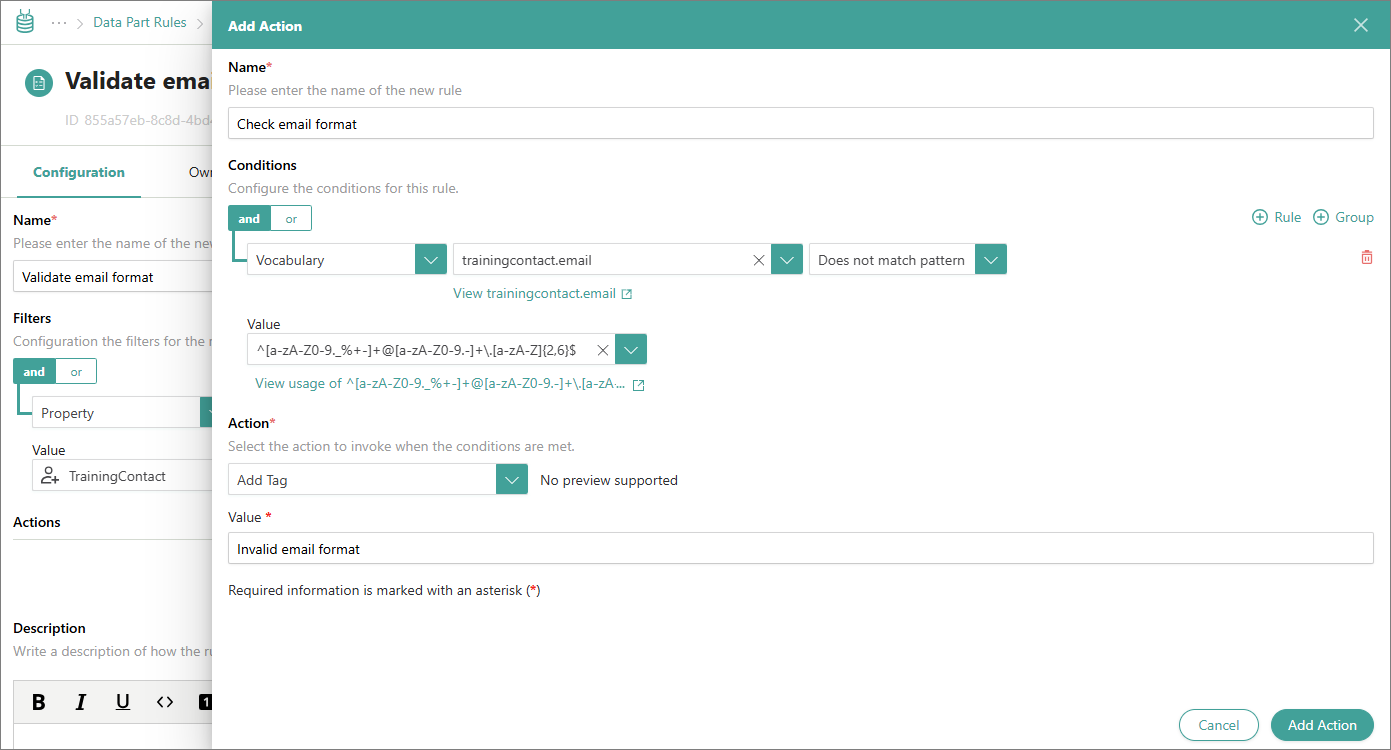 ··· > Data Part Rules >
Validate emai
ID 855a57eb-8c8d-4bd4
Configuration
Own
Name*
Please enter the name of the new
Validate email format
Filters
Configuration the filters for the r
and
or
Property
Value
TrainingContact
Actions
Description
Write a description of how the ru
B I U <> 1
Add Action
Name*
Please enter the name of the new rule
Check email format
Conditions
Configure the conditions for this rule.
and
or
Rule
Group
Vocabulary
trainingcontact.email
Does not match pattern
View trainingcontact.email
Value
^[a-zA-Z0-9._%+-]+@[a-zA-Z0-9.-]+\.[a-zA-Z]{2,6}$
View usage of ^[a-zA-Z0-9._%+-]+@[a-zA-Z0-9.-]+\.[a-zA-...
Action*
Select the action to invoke when the conditions are met.
Add Tag
No preview supported
Value *
Invalid email format
Required information is marked with an asterisk (*)
Cancel
Add Action